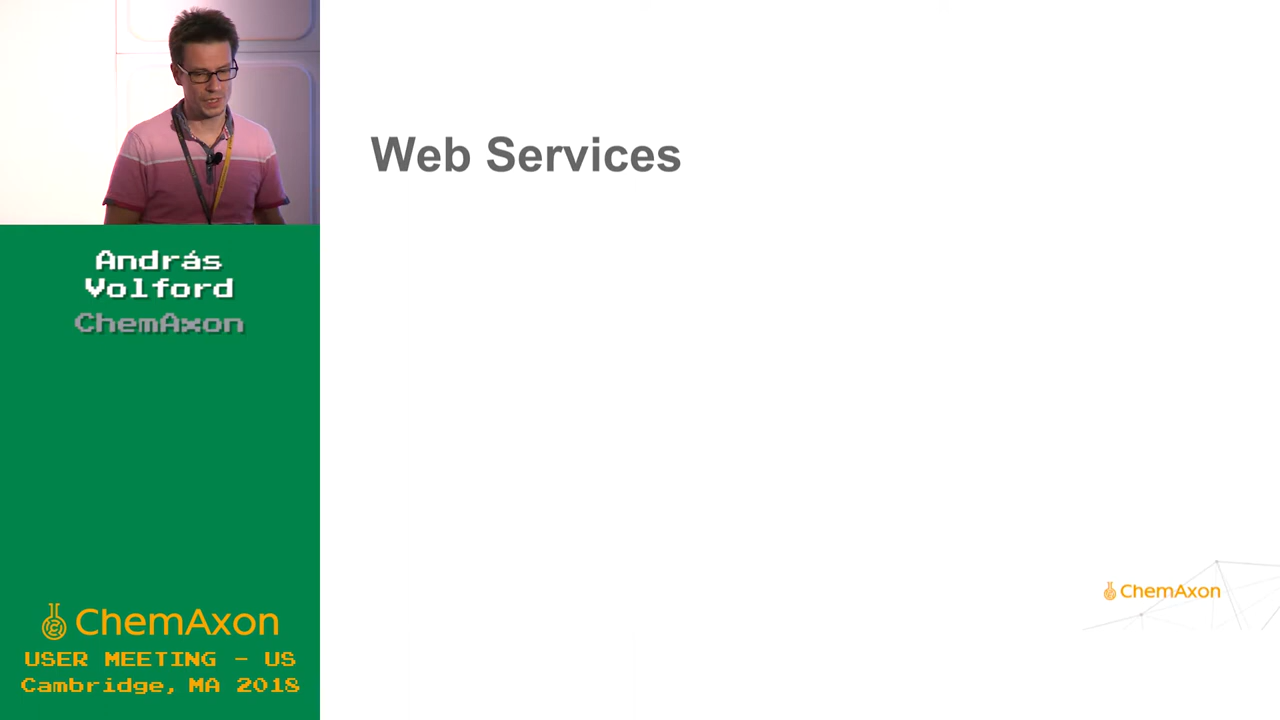 Web Services
András
Volford
ChemAxon
ChemAxon
ChemAxon
USER MEETING - US
Cambridge, MA 2018